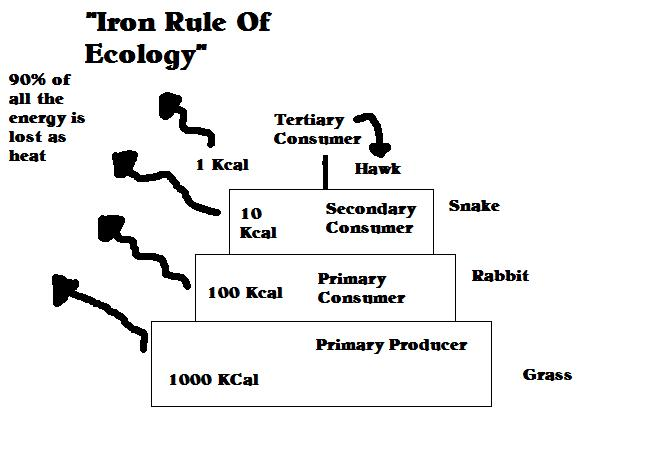 "Iron Rule Of
Ecology"
90% of
all the
energy is
lost as
heat
Tertiary
Consumer
1 Kcal
Hawk
10
Kcal
Secondary
Consumer
Snake
100 Kcal
Primary
Consumer
Rabbit
Primary Producer
1000 KCal
Grass